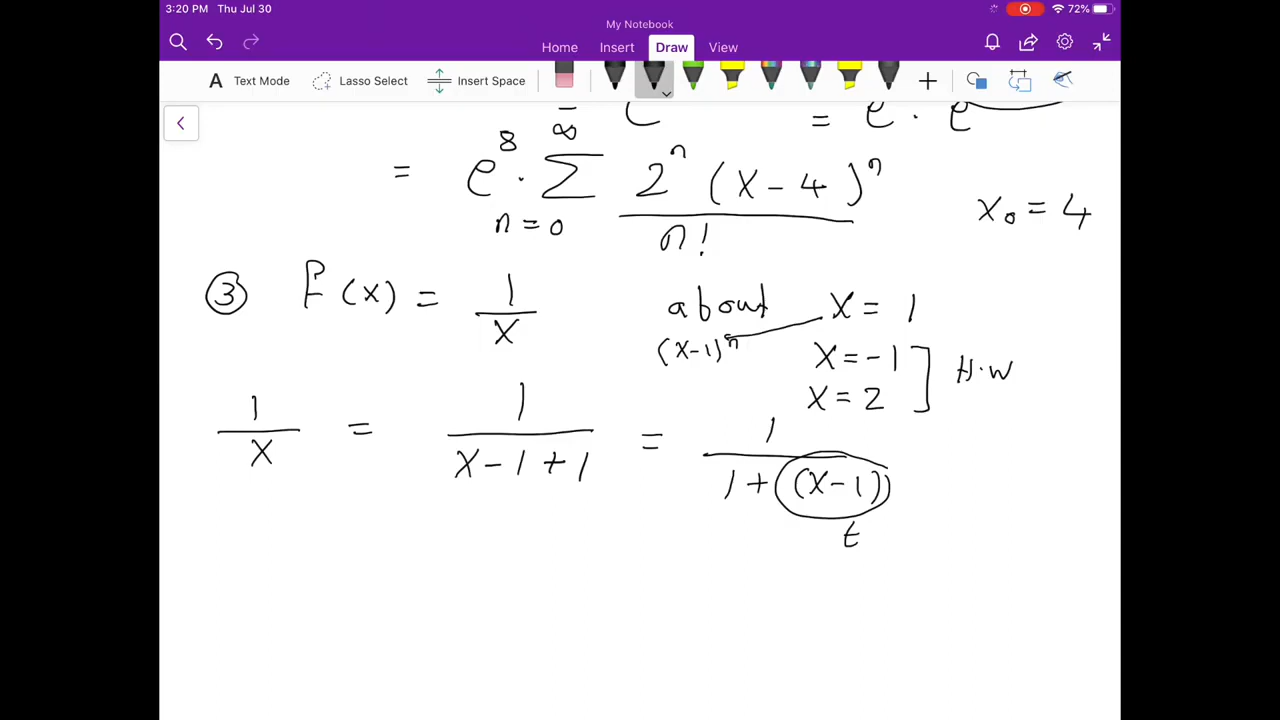 3:20 PM Thu Jul 30 72%
My Notebook
Home Insert Draw View
A Text Mode Lasso Select Insert Space
= e · e
= e^8 · ∑_{n=0}^{∞} 2^n (x-4)^n / n!
x₀ = 4
③ f(x) = 1/x about x = 1
(x-1)^n x = -1
x = 2 ] H.W
1/x = 1/(x-1+1) = 1/(1+(x-1))
t